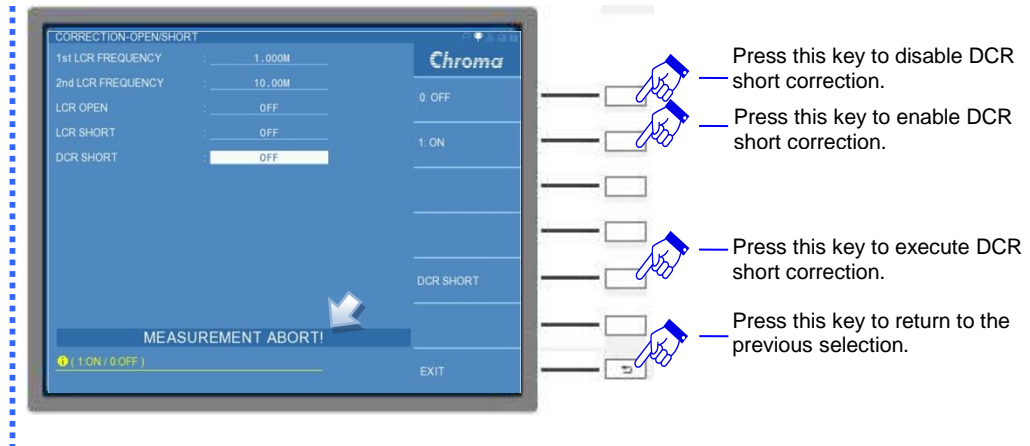 CORRECTION-OPEN/SHORT
1st LCR FREQUENCY : 1.000M
2nd LCR FREQUENCY : 10.00M
LCR OPEN : OFF
LCR SHORT : OFF
DCR SHORT : OFF
MEASUREMENT ABORT!
( 1:ON / 0:OFF )
Chroma
0: OFF
1: ON
DCR SHORT
EXIT
Press this key to disable DCR
short correction.
Press this key to enable DCR
short correction.
Press this key to execute DCR
short correction.
Press this key to return to the
previous selection.